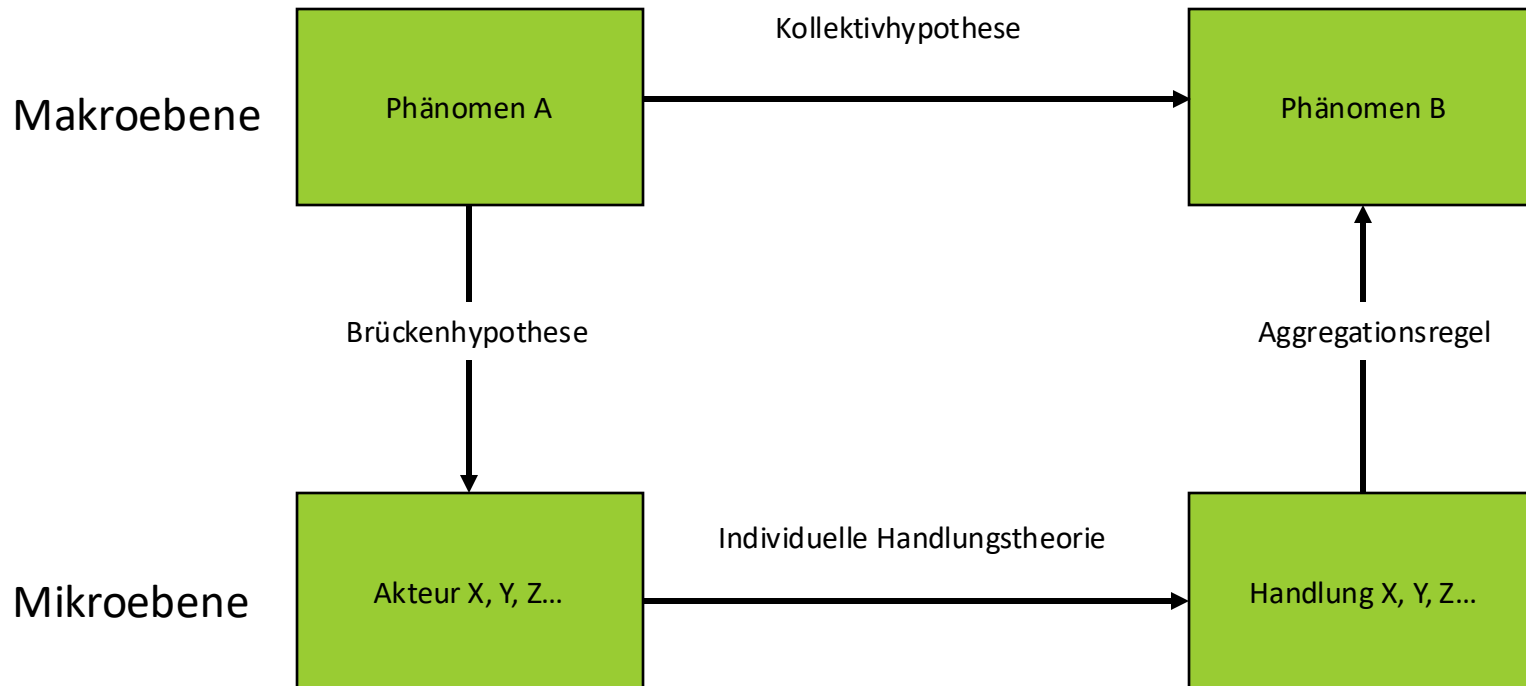 Kollektivhypothese
Makroebene
Phänomen A
Phänomen B
Brückenhypothese
Aggregationsregel
Individuelle Handlungstheorie
Mikroebene
Akteur X, Y, Z…
Handlung X, Y, Z…